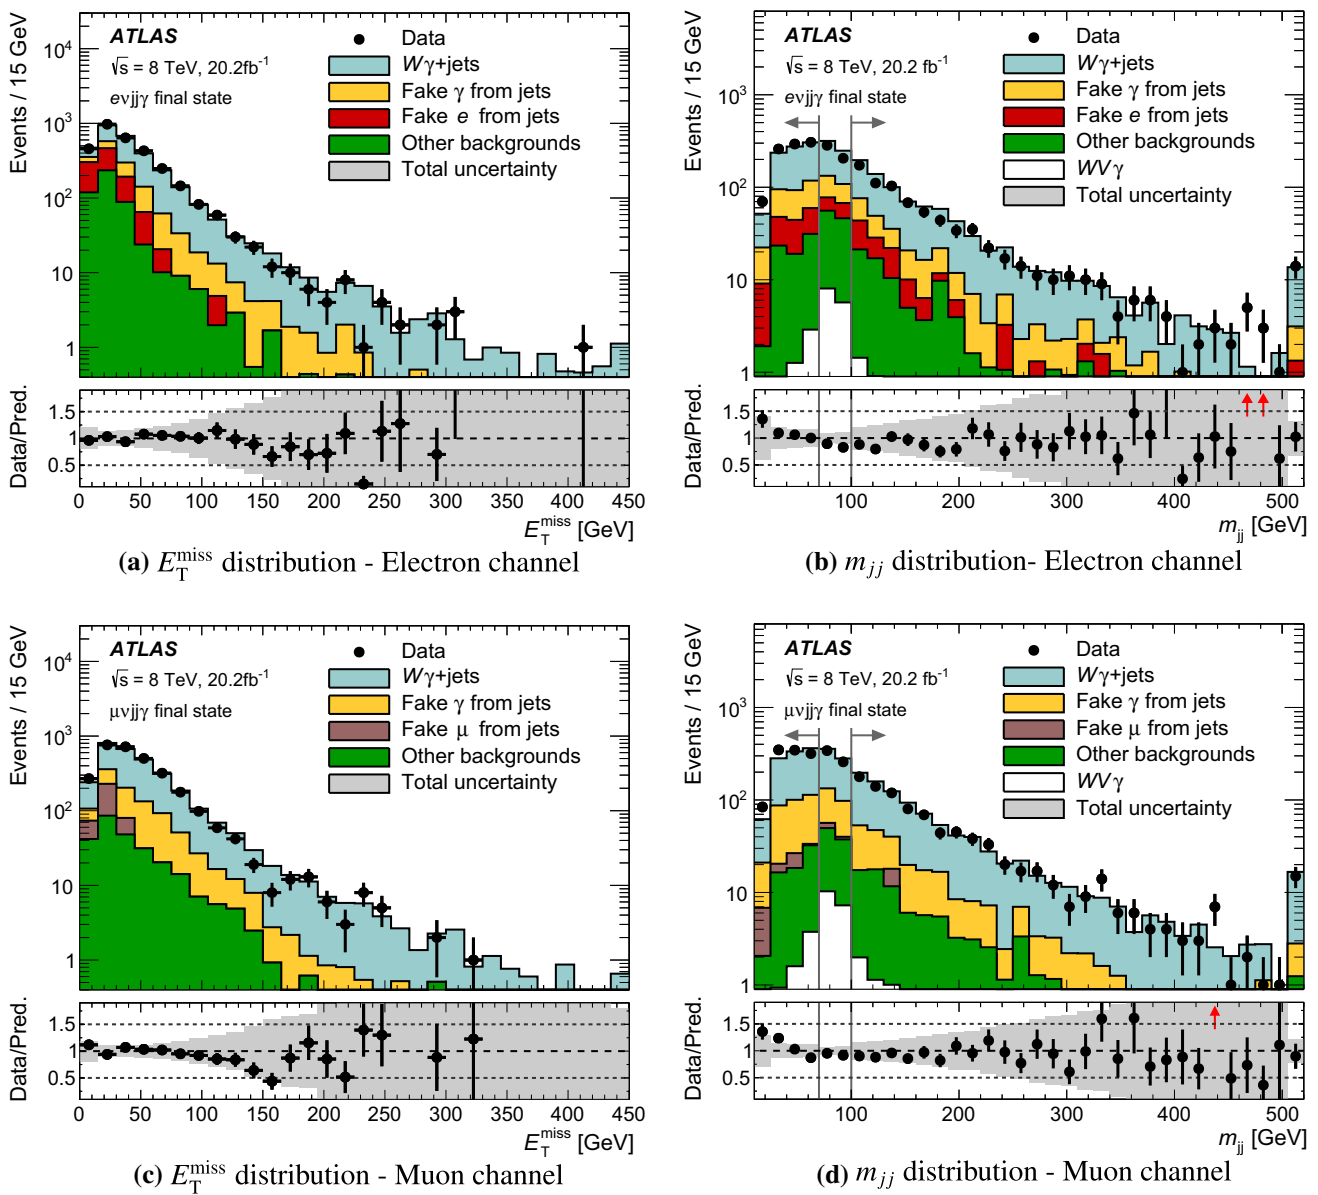 Events / 15 GeV
10⁴
10³
10²
10
1
ATLAS
√s = 8 TeV, 20.2fb⁻¹
eνjjγ final state
Data
Wγ+jets
Fake γ from jets
Fake e from jets
Other backgrounds
Total uncertainty
Data/Pred.
1.5
1
0.5
0 50 100 150 200 250 300 350 400 450
E_T^miss [GeV]
(a) E_T^miss distribution - Electron channel
Events / 15 GeV
10³
10²
10
1
ATLAS
√s = 8 TeV, 20.2 fb⁻¹
eνjjγ final state
Data
Wγ+jets
Fake γ from jets
Fake e from jets
Other backgrounds
WVγ
Total uncertainty
Data/Pred.
1.5
1
0.5
100 200 300 400 500
m_jj [GeV]
(b) m_jj distribution- Electron channel
Events / 15 GeV
10⁴
10³
10²
10
1
ATLAS
√s = 8 TeV, 20.2fb⁻¹
μνjjγ final state
Data
Wγ+jets
Fake γ from jets
Fake μ from jets
Other backgrounds
Total uncertainty
Data/Pred.
1.5
1
0.5
0 50 100 150 200 250 300 350 400 450
E_T^miss [GeV]
(c) E_T^miss distribution - Muon channel
Events / 15 GeV
10³
10²
10
1
ATLAS
√s = 8 TeV, 20.2 fb⁻¹
μνjjγ final state
Data
Wγ+jets
Fake γ from jets
Fake μ from jets
Other backgrounds
WVγ
Total uncertainty
Data/Pred.
1.5
1
0.5
100 200 300 400 500
m_jj [GeV]
(d) m_jj distribution - Muon channel